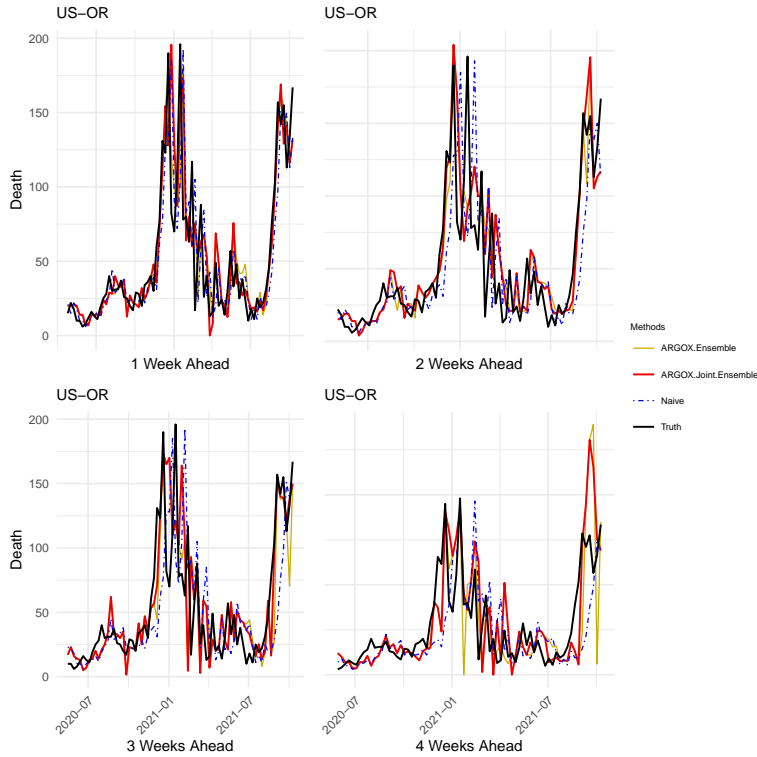 US−OR
US−OR
200
150
100
50
0
Death
1 Week Ahead
2 Weeks Ahead
Methods
ARGOX.Ensemble
ARGOX.Joint.Ensemble
Naive
Truth
US−OR
US−OR
200
150
100
50
0
Death
2020−07
2021−01
2021−07
2020−07
2021−01
2021−07
3 Weeks Ahead
4 Weeks Ahead